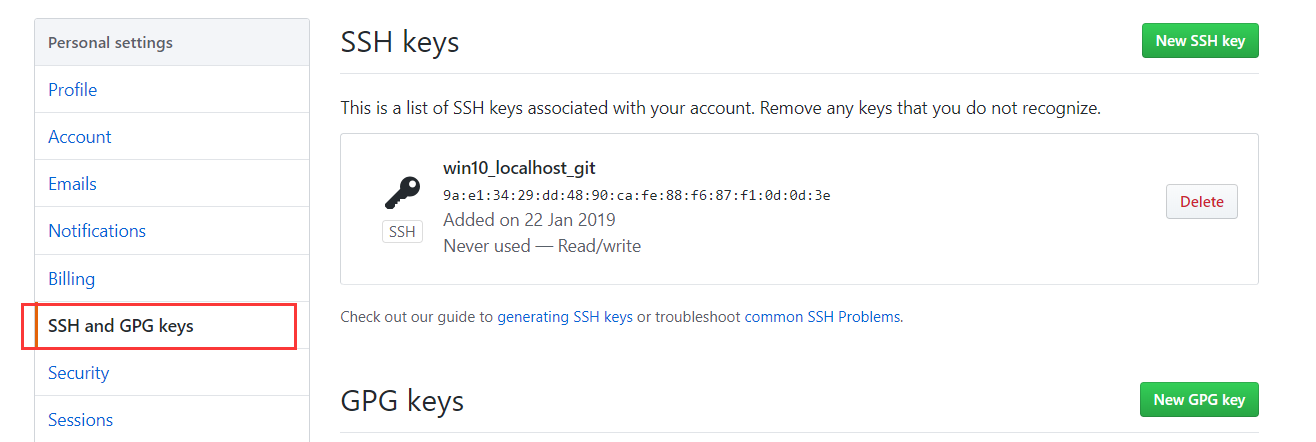 Personal settings
Profile
Account
Emails
Notifications
Billing
SSH and GPG keys
Security
Sessions
SSH keys
New SSH key
This is a list of SSH keys associated with your account. Remove any keys that you do not recognize.
win10_localhost_git
9a:e1:34:29:dd:48:90:ca:fe:88:f6:87:f1:0d:0d:3e
Added on 22 Jan 2019
Never used — Read/write
SSH
Delete
Check out our guide to generating SSH keys or troubleshoot common SSH Problems.
GPG keys
New GPG key